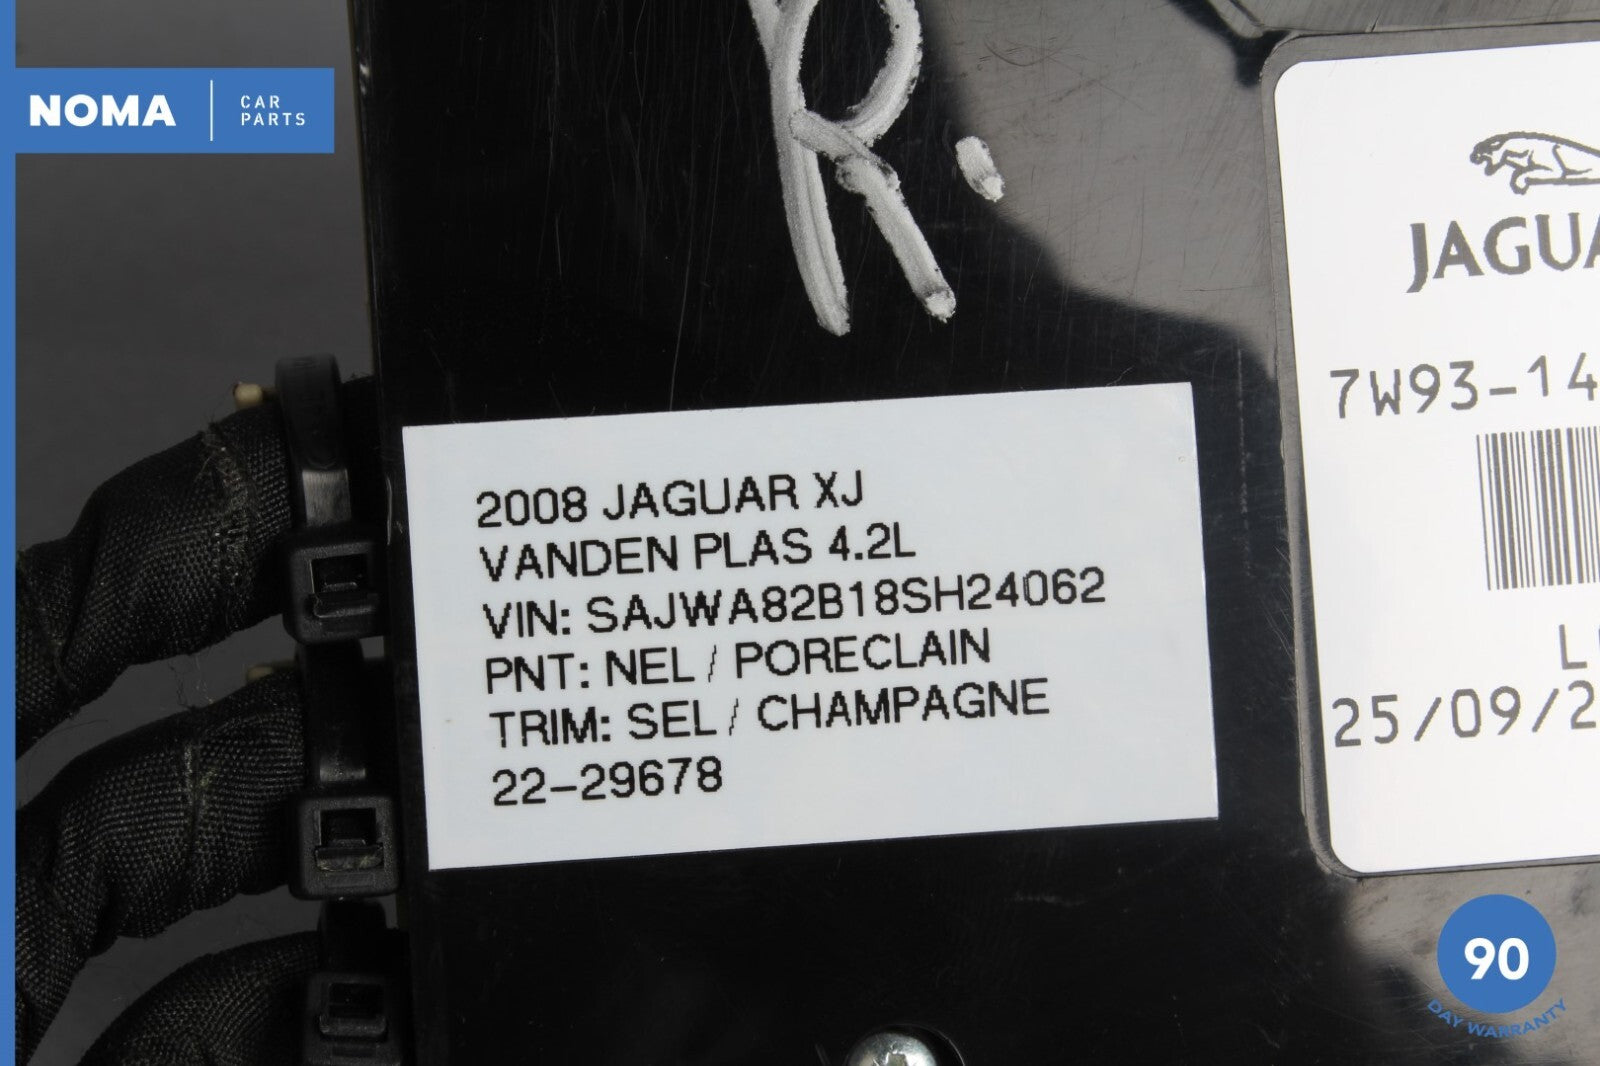 NOMA
CAR
PARTS
R.
JAGUA
7W93-14
2008 JAGUAR XJ
VANDEN PLAS 4.2L
VIN: SAJWA82B18SH24062
PNT: NEL / PORECLAIN
TRIM: SEL / CHAMPAGNE
22-29678
25/09/2
90
DAY WARRANTY